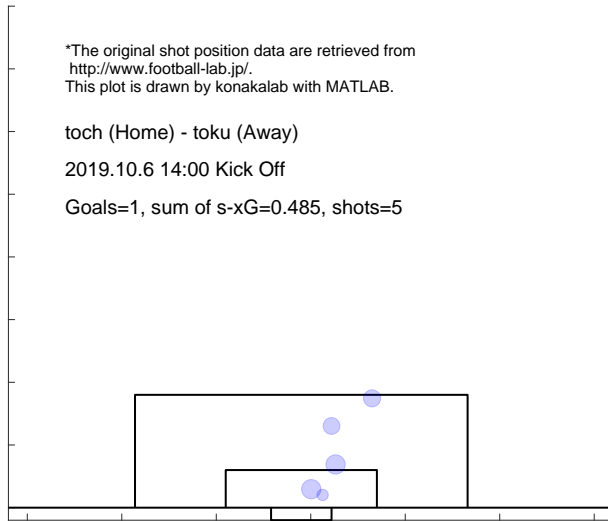 *The original shot position data are retrieved from
http://www.football-lab.jp/.
This plot is drawn by konakalab with MATLAB.
toch (Home) - toku (Away)
2019.10.6 14:00 Kick Off
Goals=1, sum of s-xG=0.485, shots=5